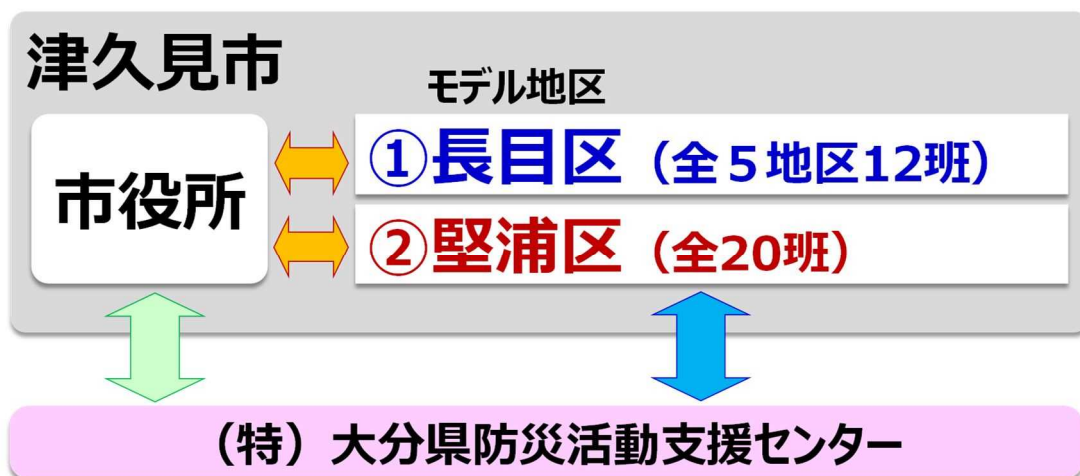 津久見市
モデル地区
市役所
①長目区（全５地区12班）
②堅浦区（全20班）
（特）大分県防災活動支援センター